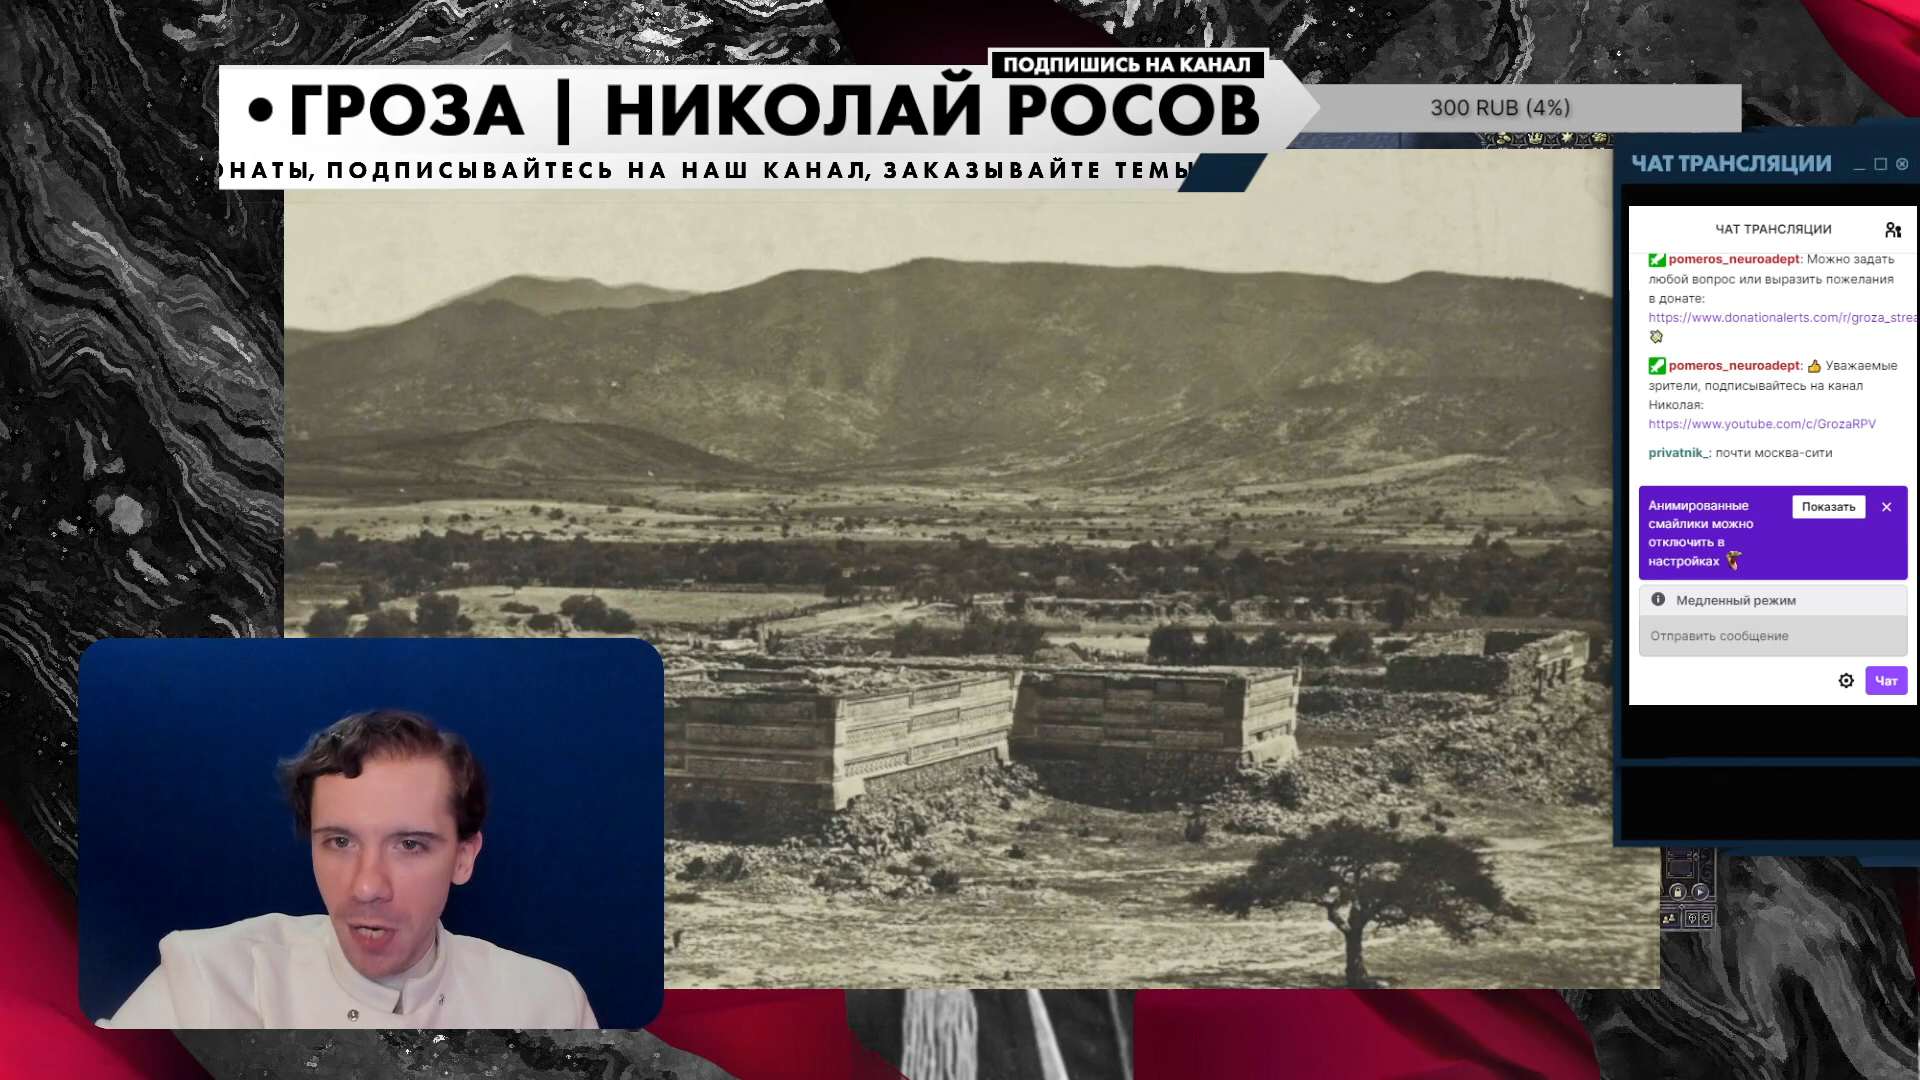 ПОДПИШИСЬ НА КАНАЛ
• ГРОЗА | НИКОЛАЙ РОСОВ
300 RUB (4%)
ОНАТЫ, ПОДПИСЫВАЙТЕСЬ НА НАШ КАНАЛ, ЗАКАЗЫВАЙТЕ ТЕМЫ
ЧАТ ТРАНСЛЯЦИИ
ЧАТ ТРАНСЛЯЦИИ
pomeros_neuroadept: Можно задать
любой вопрос или выразить пожелания
в донате:
https://www.donationalerts.com/r/groza_strea
pomeros_neuroadept: 👍 Уважаемые
зрители, подписывайтесь на канал
Николая:
https://www.youtube.com/c/GrozaRPV
privatnik_: почти москва-сити
Анимированные
смайлики можно
отключить в
настройках
Показать
Медленный режим
Отправить сообщение
Чат